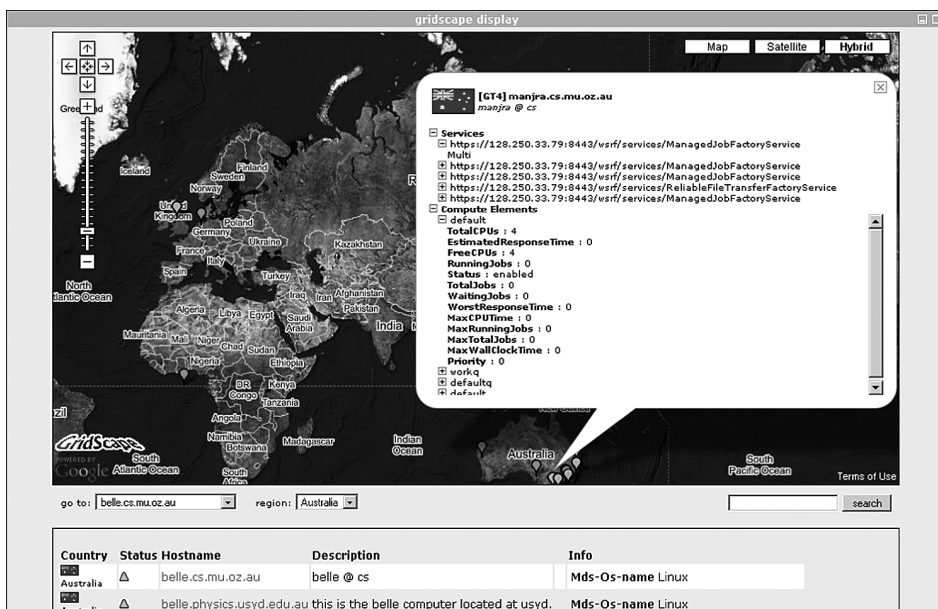 gridscape display
Map
Satellite
Hybrid
[GT4] manjra.cs.mu.oz.au
manjra @ cs
Services
https://128.250.33.79:8443/wsrf/services/ManagedJobFactoryService
Multi
https://128.250.33.79:8443/wsrf/services/ManagedJobFactoryService
https://128.250.33.79:8443/wsrf/services/ManagedJobFactoryService
https://128.250.33.79:8443/wsrf/services/ReliableFileTransferFactoryService
https://128.250.33.79:8443/wsrf/services/ManagedJobFactoryService
Compute Elements
default
TotalCPUs : 4
EstimatedResponseTime : 0
FreeCPUs : 4
RunningJobs : 0
Status : enabled
TotalJobs : 0
WaitingJobs : 0
WorstResponseTime : 0
MaxCPUTime : 0
MaxRunningJobs : 0
MaxTotalJobs : 0
MaxWallClockTime : 0
Priority : 0
workq
defaultq
default
Iceland
Finland
Sweden
Norway
United
Kingdom
Poland
Germany
Ukraine
Kazakhstan
France
Italy
Spain
Turkey
North
Atlantic Ocean
Iraq
Iran
Afghanistan
Pakistan
Algeria
Libya
Egypt
Saudi
Arabia
India
Mauritania
Mali
Niger
Chad
Sudan
Nigeria
Ethiopia
DR
Congo
Kenya
Tanzania
Angola
Namibia
Botswana
Madagascar
Indian
Ocean
Australia
South
Atlantic Ocean
South
Africa
South
Pacific Ocean
GridScape
POWERED BY
Google
Terms of Use
go to: belle.cs.mu.oz.au region: Australia search
Country Status Hostname Description Info
Australia belle.cs.mu.oz.au belle @ cs Mds-Os-name Linux
belle.physics.usyd.edu.au this is the belle computer located at usyd. Mds-Os-name Linux